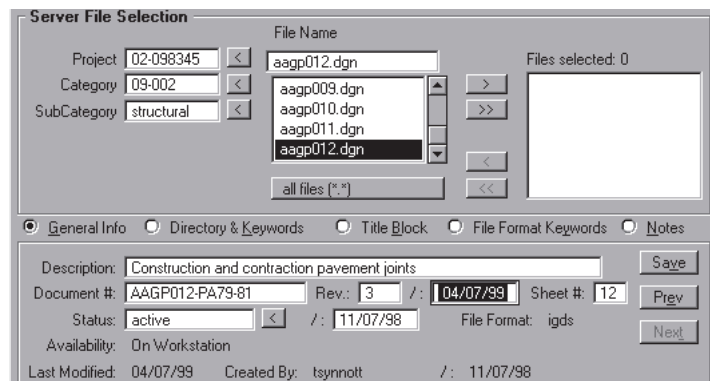 Server File Selection
File Name
Project 02-098345 < aagp012.dgn Files selected: 0
Category 09-002 < aagp009.dgn >
SubCategory structural < aagp010.dgn >>
aagp011.dgn
aagp012.dgn <
all files (*.*) <<
General Info Directory & Keywords Title Block File Format Keywords Notes
Description: Construction and contraction pavement joints Save
Document #: AAGP012-PA79-81 Rev.: 3 /: 04/07/99 Sheet #: 12 Prev
Status: active < /: 11/07/98 File Format: igds Next
Availability: On Workstation
Last Modified: 04/07/99 Created By: tsynnott /: 11/07/98